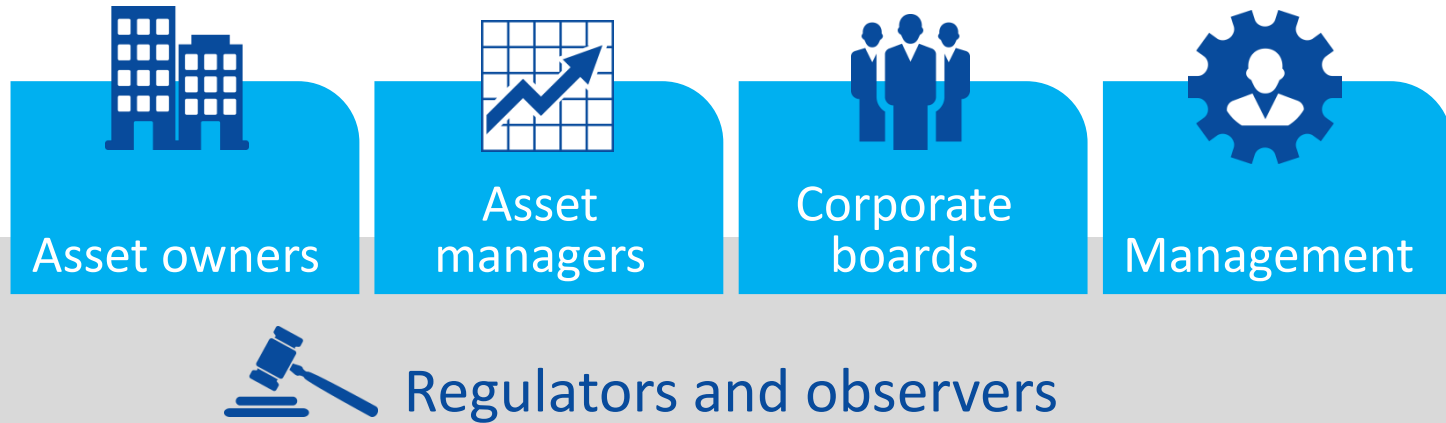 Asset owners
Asset
managers
Corporate
boards
Management
Regulators and observers